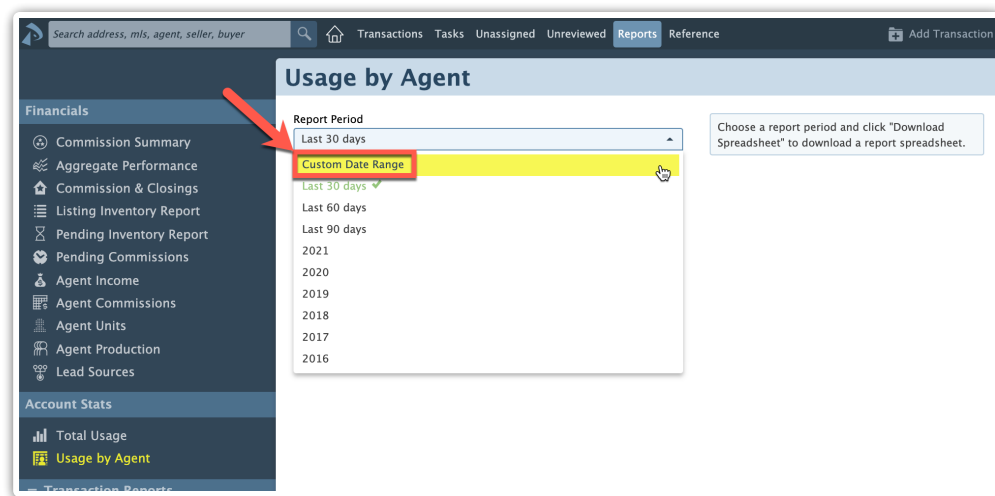 Search address, mls, agent, seller, buyer
Transactions Tasks Unassigned Unreviewed Reports Reference
Add Transaction
Usage by Agent
Financials
Commission Summary
Aggregate Performance
Commission & Closings
Listing Inventory Report
Pending Inventory Report
Pending Commissions
Agent Income
Agent Commissions
Agent Units
Agent Production
Lead Sources
Account Stats
Total Usage
Usage by Agent
Transaction Reports
Report Period
Last 30 days
Custom Date Range
Last 30 days
Last 60 days
Last 90 days
2021
2020
2019
2018
2017
2016
Choose a report period and click "Download
Spreadsheet" to download a report spreadsheet.